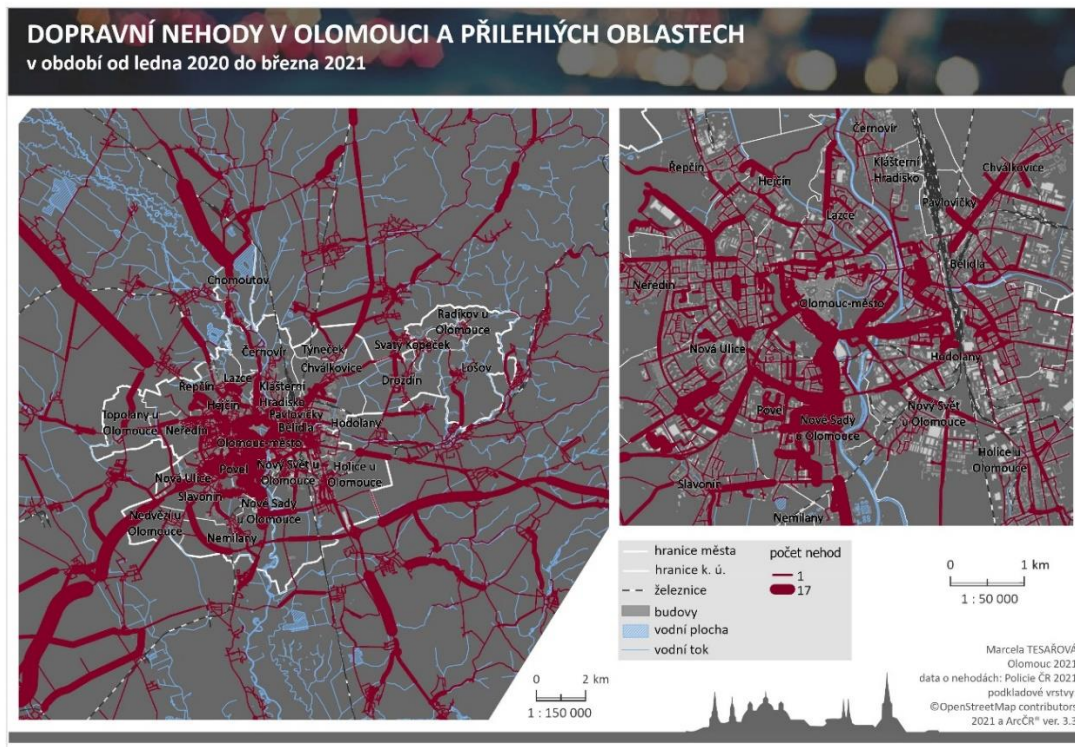 DOPRAVNÍ NEHODY V OLOMOUCI A PŘILEHLÝCH OBLASTECH
v období od ledna 2020 do března 2021
Chomoutov
Radíkov u
Olomouce
Černovír
Týneček
Svatý Kopeček
Chválkovice
Lošov
Lazce
Droždín
Řepčín
Klášterní
Hradisko
Hejčín
Pavlovičky
Topolany u
Olomouce
Neředín
Bělidla
Hodolany
Olomouc-město
Povel
Nový Svět u
Olomouce
Holice u
Olomouce
Nová Ulice
Slavonín
Nové Sady
u Olomouce
Nedvězí u
Olomouce
Nemilany
0 2 km
1 : 150 000
Černovír
Řepčín
Klášterní
Hradisko
Chválkovice
Hejčín
Pavlovičky
Lazce
Bělidla
Neředín
Olomouc-město
Nová Ulice
Hodolany
Povel
Nové Sady
u Olomouce
Nový Svět
u Olomouce
Holice u
Olomouce
Slavonín
Nemilany
hranice města
hranice k. ú.
železnice
budovy
vodní plocha
vodní tok
počet nehod
1
17
0 1 km
1 : 50 000
Marcela TESAŘOVÁ
Olomouc 2021
data o nehodách: Policie ČR 2021
podkladové vrstvy:
©OpenStreetMap contributors
2021 a ArcČR® ver. 3.3